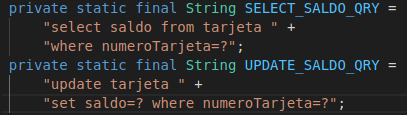 private static final String SELECT_SALDO_QRY =
    "select saldo from tarjeta " +
    "where numeroTarjeta=?";
private static final String UPDATE_SALDO_QRY =
    "update tarjeta " +
    "set saldo=? where numeroTarjeta=?";